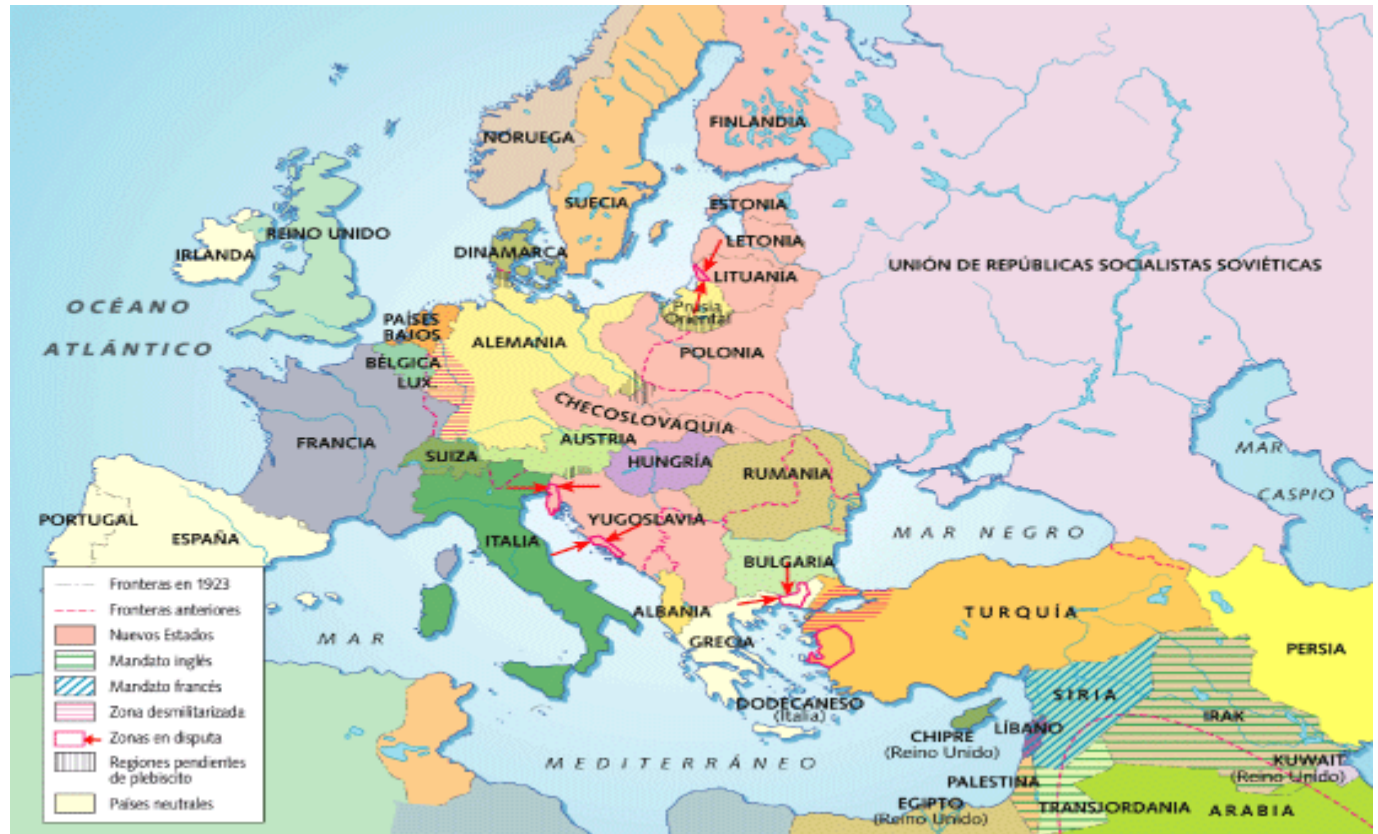 NORUEGA
FINLANDIA
SUECIA
ESTONIA
REINO UNIDO
IRLANDA
DINAMARCA
LETONIA
LITUANIA
UNIÓN DE REPÚBLICAS SOCIALISTAS SOVIÉTICAS
OCÉANO
ATLÁNTICO
PAÍSES
BAJOS
Prusia
Oriental
ALEMANIA
POLONIA
BÉLGICA
LUX.
CHECOSLOVAQUIA
FRANCIA
AUSTRIA
SUIZA
HUNGRÍA
RUMANIA
MAR
CASPIO
PORTUGAL
ESPAÑA
ITALIA
YUGOSLAVIA
MAR NEGRO
BULGARIA
ALBANIA
TURQUÍA
GRECIA
PERSIA
MAR
MEDITERRÁNEO
DODECANESO
(Italia)
SIRIA
IRAK
CHIPRE
(Reino Unido)
LÍBANO
KUWAIT
(Reino Unido)
PALESTINA
EGIPTO
(Reino Unido)
TRANSJORDANIA
ARABIA
Fronteras en 1923
Fronteras anteriores
Nuevos Estados
Mandato inglés
Mandato francés
Zona desmilitarizada
Zonas en disputa
Regiones pendientes
de plebiscito
Países neutrales